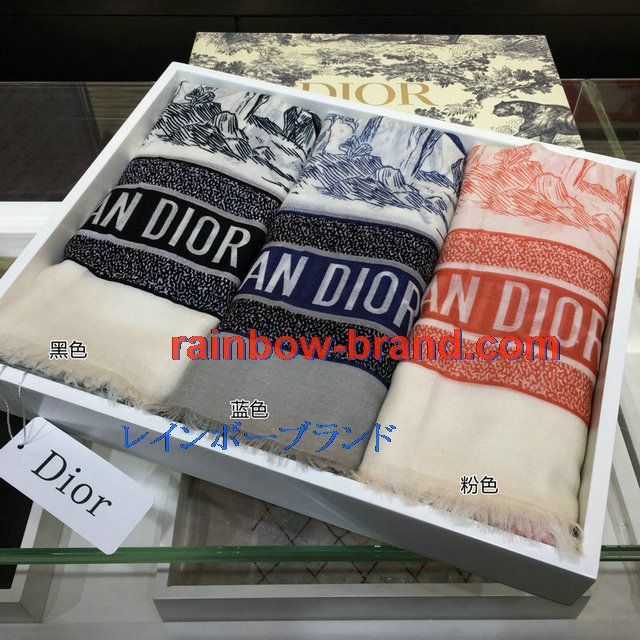 DIOR
AN DIOR
AN DIOR
AN DIOR
黑色
rainbow-brand.com
蓝色
レインボーブランド
粉色
Dior